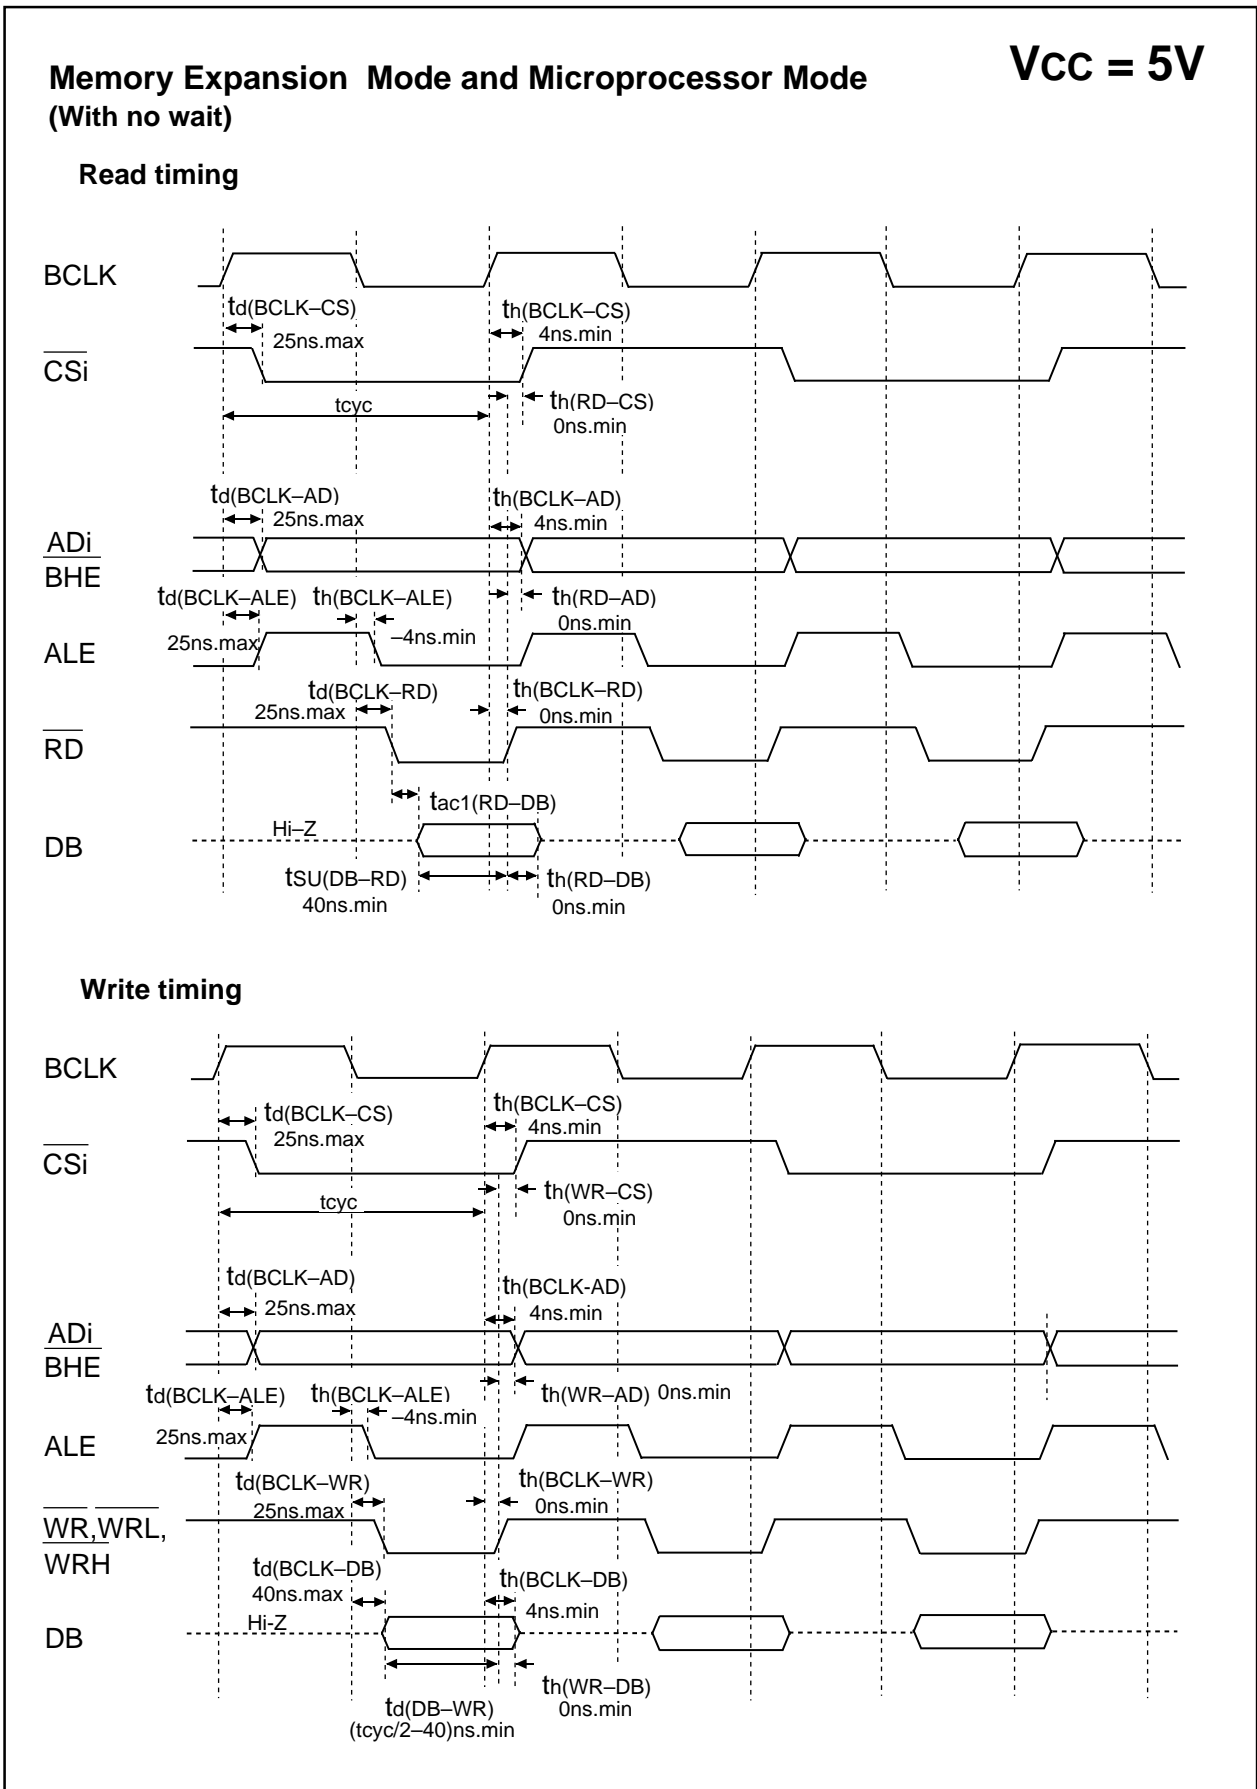 Memory Expansion Mode and Microprocessor Mode
VCC = 5V
(With no wait)
Read timing
BCLK
td(BCLK–CS)
25ns.max
th(BCLK–CS)
4ns.min
CSi
tcyc
th(RD–CS)
0ns.min
td(BCLK–AD)
25ns.max
th(BCLK–AD)
4ns.min
ADi
BHE
td(BCLK–ALE)
25ns.max
th(BCLK–ALE)
–4ns.min
th(RD–AD)
0ns.min
ALE
td(BCLK–RD)
25ns.max
th(BCLK–RD)
0ns.min
RD
tac1(RD–DB)
Hi–Z
DB
tSU(DB–RD)
40ns.min
th(RD–DB)
0ns.min
Write timing
BCLK
td(BCLK–CS)
25ns.max
th(BCLK–CS)
4ns.min
CSi
tcyc
th(WR–CS)
0ns.min
td(BCLK–AD)
25ns.max
th(BCLK-AD)
4ns.min
ADi
BHE
td(BCLK–ALE)
25ns.max
th(BCLK–ALE)
–4ns.min
th(WR–AD) 0ns.min
ALE
td(BCLK–WR)
25ns.max
th(BCLK–WR)
0ns.min
WR,WRL,
WRH
td(BCLK–DB)
40ns.max
th(BCLK–DB)
4ns.min
Hi-Z
DB
td(DB–WR)
(tcyc/2–40)ns.min
th(WR–DB)
0ns.min